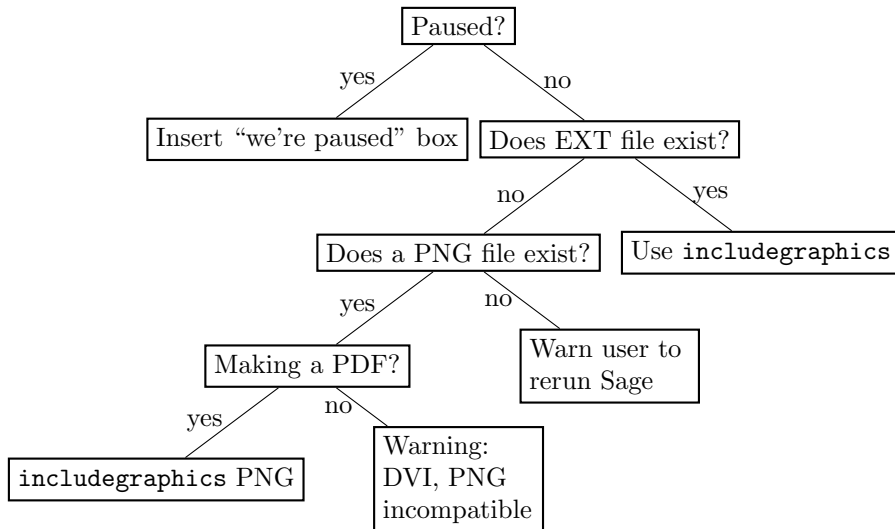 Paused?
yes
no
Insert “we’re paused” box
Does EXT file exist?
no
yes
Does a PNG file exist?
Use includegraphics
yes
no
Making a PDF?
Warn user to
rerun Sage
yes
no
includegraphics PNG
Warning:
DVI, PNG
incompatible